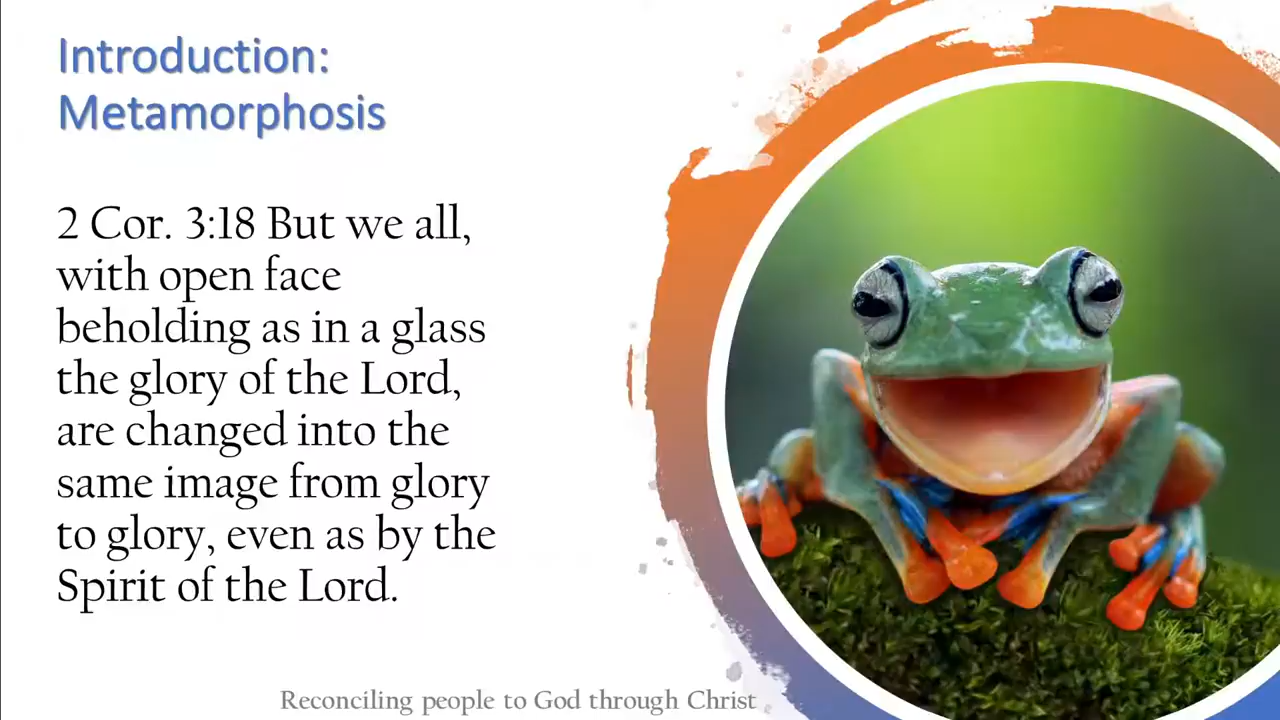 Introduction:
Metamorphosis
2 Cor. 3:18 But we all,
with open face
beholding as in a glass
the glory of the Lord,
are changed into the
same image from glory
to glory, even as by the
Spirit of the Lord.
Reconciling people to God through Christ